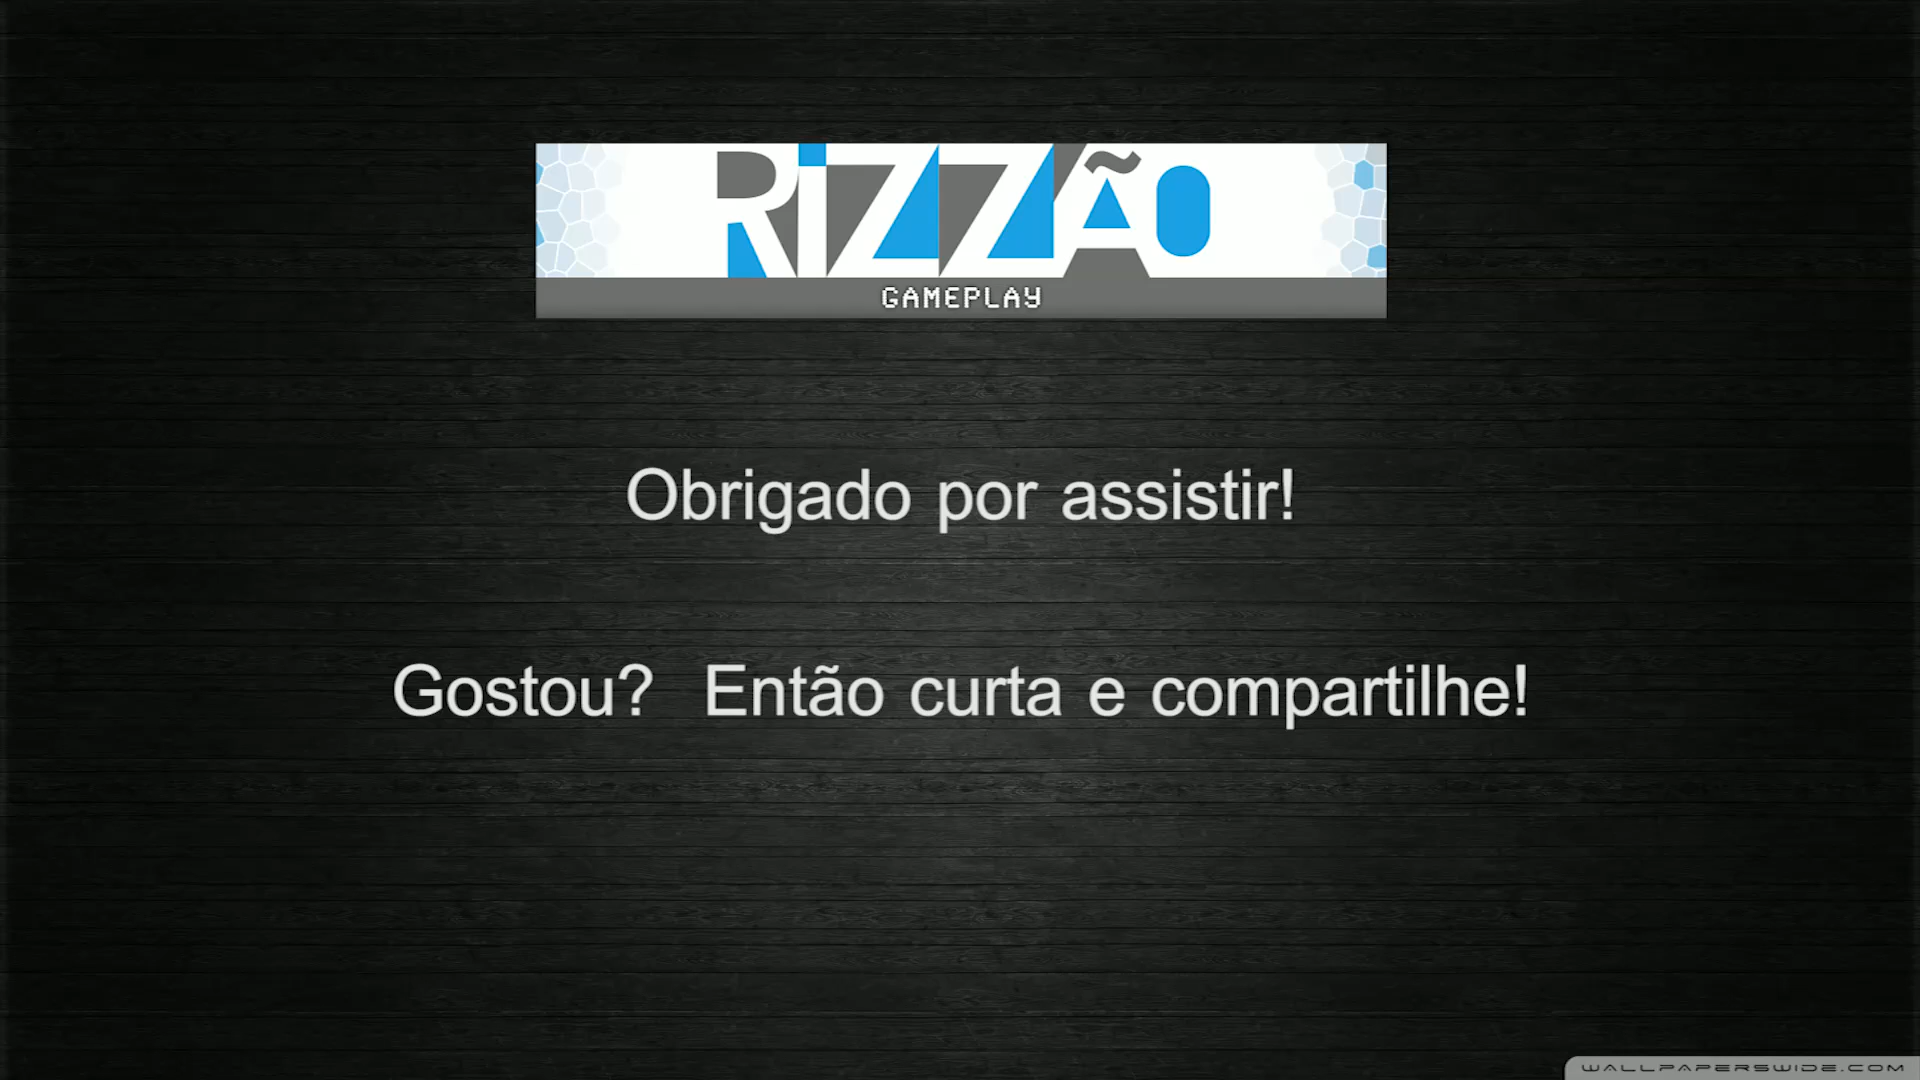 RiZZÃO
GAMEPLAY
Obrigado por assistir!
Gostou? Então curta e compartilhe!
WALLPAPERSWIDE.COM